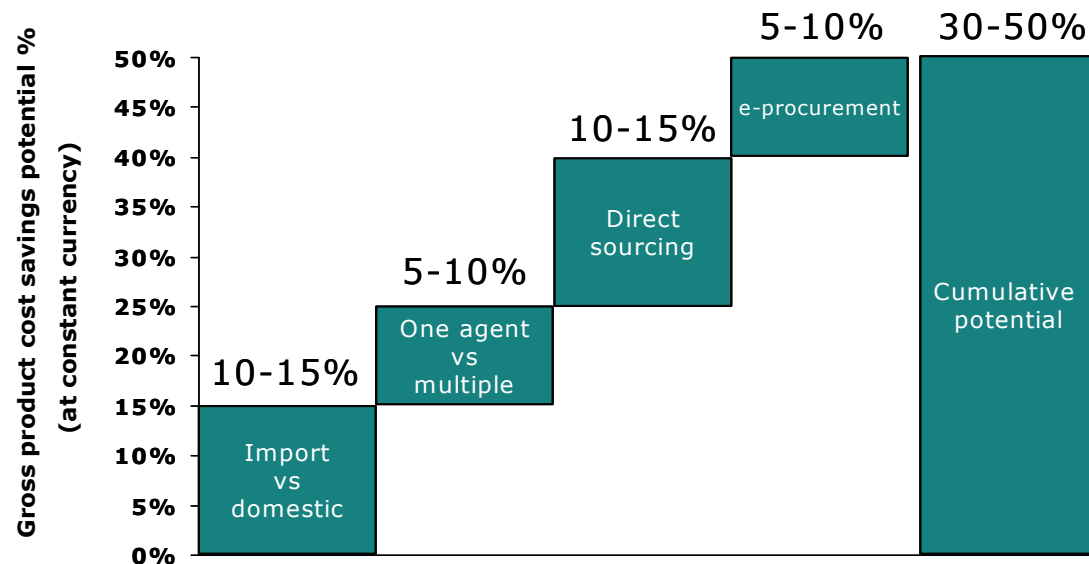 Gross product cost savings potential %
(at constant currency)
50%
45%
40%
35%
30%
25%
20%
15%
10%
5%
0%
10-15%
Import
vs
domestic
5-10%
One agent
vs
multiple
10-15%
Direct
sourcing
5-10%
e-procurement
30-50%
Cumulative
potential